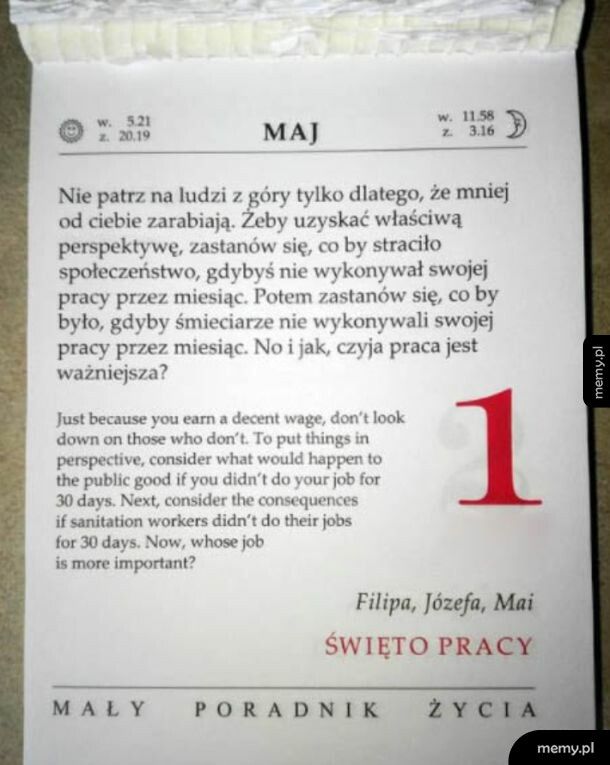 w. 5.21
z. 20.19
MAJ
w. 11.58
z. 3.16
Nie patrz na ludzi z góry tylko dlatego, że mniej
od ciebie zarabiają. Żeby uzyskać właściwą
perspektywę, zastanów się, co by straciło
społeczeństwo, gdybyś nie wykonywał swojej
pracy przez miesiąc. Potem zastanów się, co by
było, gdyby śmieciarze nie wykonywali swojej
pracy przez miesiąc. No i jak, czyja praca jest
ważniejsza?
Just because you earn a decent wage, don't look
down on those who don't. To put things in
perspective, consider what would happen to
the public good if you didn't do your job for
30 days. Next, consider the consequences
if sanitation workers didn't do their jobs
for 30 days. Now, whose job
is more important?
1
Filipa, Józefa, Mai
ŚWIĘTO PRACY
MAŁY PORADNIK ŻYCIA
memy.pl
memy.pl